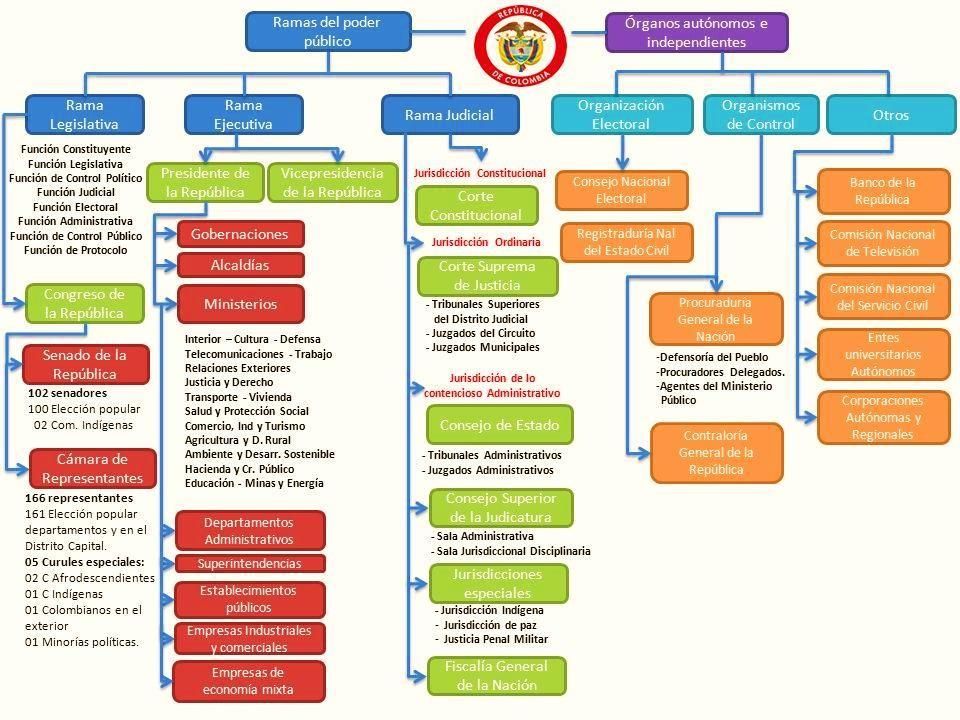 Ramas del poder
público
REPÚBLICA
DE COLOMBIA
Órganos autónomos e
independientes
Rama
Legislativa
Función Constituyente
Función Legislativa
Función de Control Político
Función Judicial
Función Electoral
Función Administrativa
Función de Control Público
Función de Protocolo
Congreso de
la República
Senado de la
República
102 senadores
100 Elección popular
02 Com. Indígenas
Cámara de
Representantes
166 representantes
161 Elección popular
departamentos y en el
Distrito Capital.
05 Curules especiales:
02 C Afrodescendientes
01 C Indígenas
01 Colombianos en el
exterior
01 Minorías políticas.
Rama
Ejecutiva
Presidente de
la República
Vicepresidencia
de la República
Gobernaciones
Alcaldías
Ministerios
Interior – Cultura - Defensa
Telecomunicaciones - Trabajo
Relaciones Exteriores
Justicia y Derecho
Transporte - Vivienda
Salud y Protección Social
Comercio, Ind y Turismo
Agricultura y D. Rural
Ambiente y Desarr. Sostenible
Hacienda y Cr. Público
Educación - Minas y Energía
Departamentos
Administrativos
Superintendencias
Establecimientos
públicos
Empresas Industriales
y comerciales
Empresas de
economía mixta
Rama Judicial
Jurisdicción Constitucional
Corte
Constitucional
Jurisdicción Ordinaria
Corte Suprema
de Justicia
- Tribunales Superiores
del Distrito Judicial
- Juzgados del Circuito
- Juzgados Municipales
Jurisdicción de lo
contencioso Administrativo
Consejo de Estado
- Tribunales Administrativos
- Juzgados Administrativos
Consejo Superior
de la Judicatura
- Sala Administrativa
- Sala Jurisdiccional Disciplinaria
Jurisdicciones
especiales
- Jurisdicción Indígena
- Jurisdicción de paz
- Justicia Penal Militar
Fiscalía General
de la Nación
Organización
Electoral
Consejo Nacional
Electoral
Registraduría Nal
del Estado Civil
Organismos
de Control
Procuraduria
General de la
Nación
-Defensoría del Pueblo
-Procuradores Delegados.
-Agentes del Ministerio
Público
Contraloría
General de la
República
Otros
Banco de la
República
Comisión Nacional
de Televisión
Comisión Nacional
del Servicio Civil
Entes
universitarios
Autónomos
Corporaciones
Autónomas y
Regionales